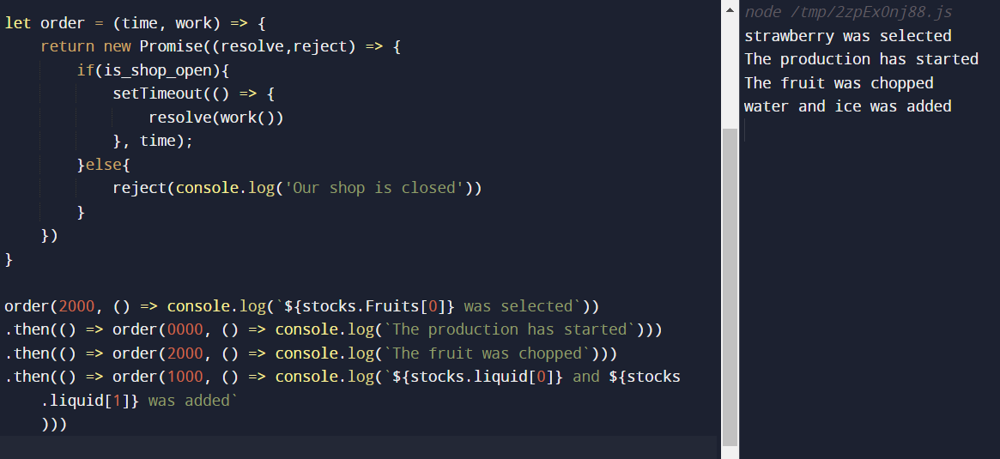 let order = (time, work) => {
    return new Promise((resolve,reject) => {
        if(is_shop_open){
            setTimeout(() => {
                resolve(work())
            }, time);
        }else{
            reject(console.log('Our shop is closed'))
        }
    })
}
order(2000, () => console.log(`${stocks.Fruits[0]} was selected`))
.then(() => order(0000, () => console.log(`The production has started`)))
.then(() => order(2000, () => console.log(`The fruit was chopped`)))
.then(() => order(1000, () => console.log(`${stocks.liquid[0]} and ${stocks
    .liquid[1]} was added`
    )))
node /tmp/2zpExOnj88.js
strawberry was selected
The production has started
The fruit was chopped
water and ice was added